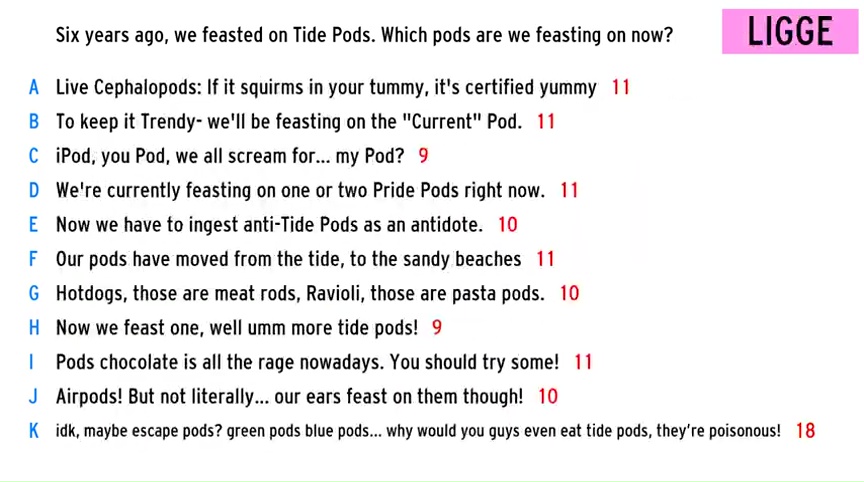 Six years ago, we feasted on Tide Pods. Which pods are we feasting on now?
LIGGE
A Live Cephalopods: If it squirms in your tummy, it's certified yummy 11
B To keep it Trendy- we'll be feasting on the "Current" Pod. 11
C iPod, you Pod, we all scream for... my Pod? 9
D We're currently feasting on one or two Pride Pods right now. 11
E Now we have to ingest anti-Tide Pods as an antidote. 10
F Our pods have moved from the tide, to the sandy beaches 11
G Hotdogs, those are meat rods, Ravioli, those are pasta pods. 10
H Now we feast one, well umm more tide pods! 9
I Pods chocolate is all the rage nowadays. You should try some! 11
J Airpods! But not literally... our ears feast on them though! 10
K idk, maybe escape pods? green pods blue pods... why would you guys even eat tide pods, they're poisonous! 18